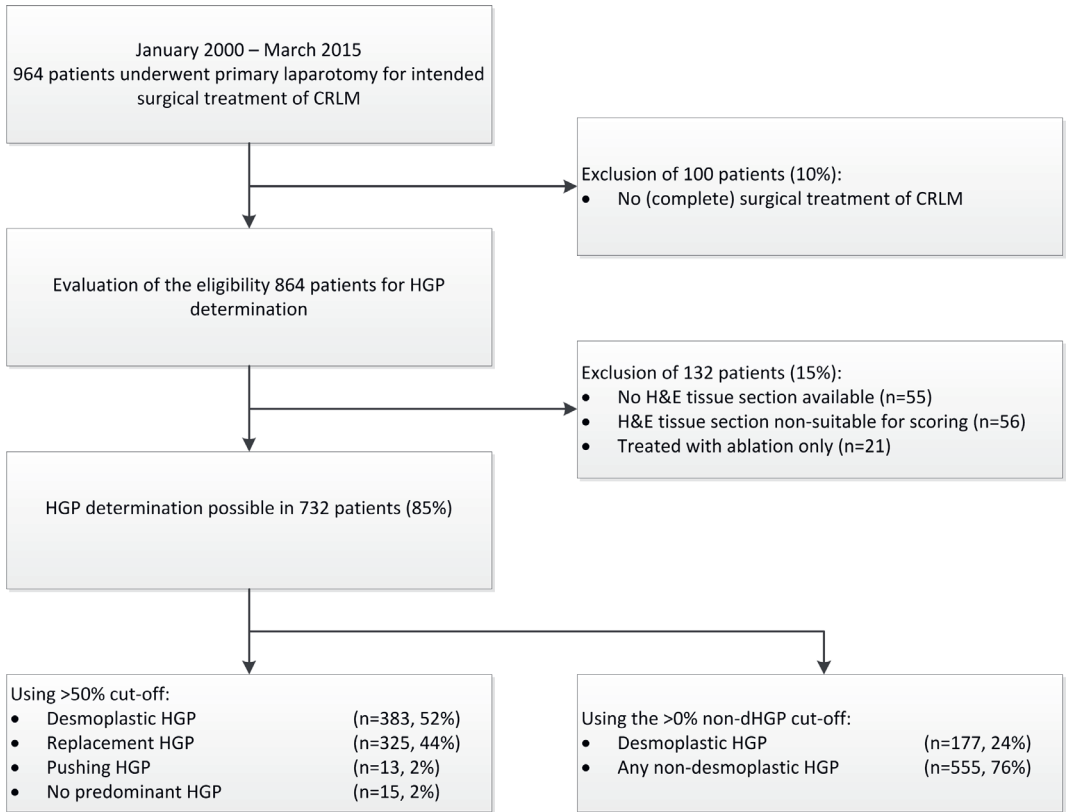 January 2000 – March 2015
964 patients underwent primary laparotomy for intended
surgical treatment of CRLM
Exclusion of 100 patients (10%):
• No (complete) surgical treatment of CRLM
Evaluation of the eligibility 864 patients for HGP
determination
Exclusion of 132 patients (15%):
• No H&E tissue section available (n=55)
• H&E tissue section non-suitable for scoring (n=56)
• Treated with ablation only (n=21)
HGP determination possible in 732 patients (85%)
Using >50% cut-off:
• Desmoplastic HGP (n=383, 52%)
• Replacement HGP (n=325, 44%)
• Pushing HGP (n=13, 2%)
• No predominant HGP (n=15, 2%)
Using the >0% non-dHGP cut-off:
• Desmoplastic HGP (n=177, 24%)
• Any non-desmoplastic HGP (n=555, 76%)